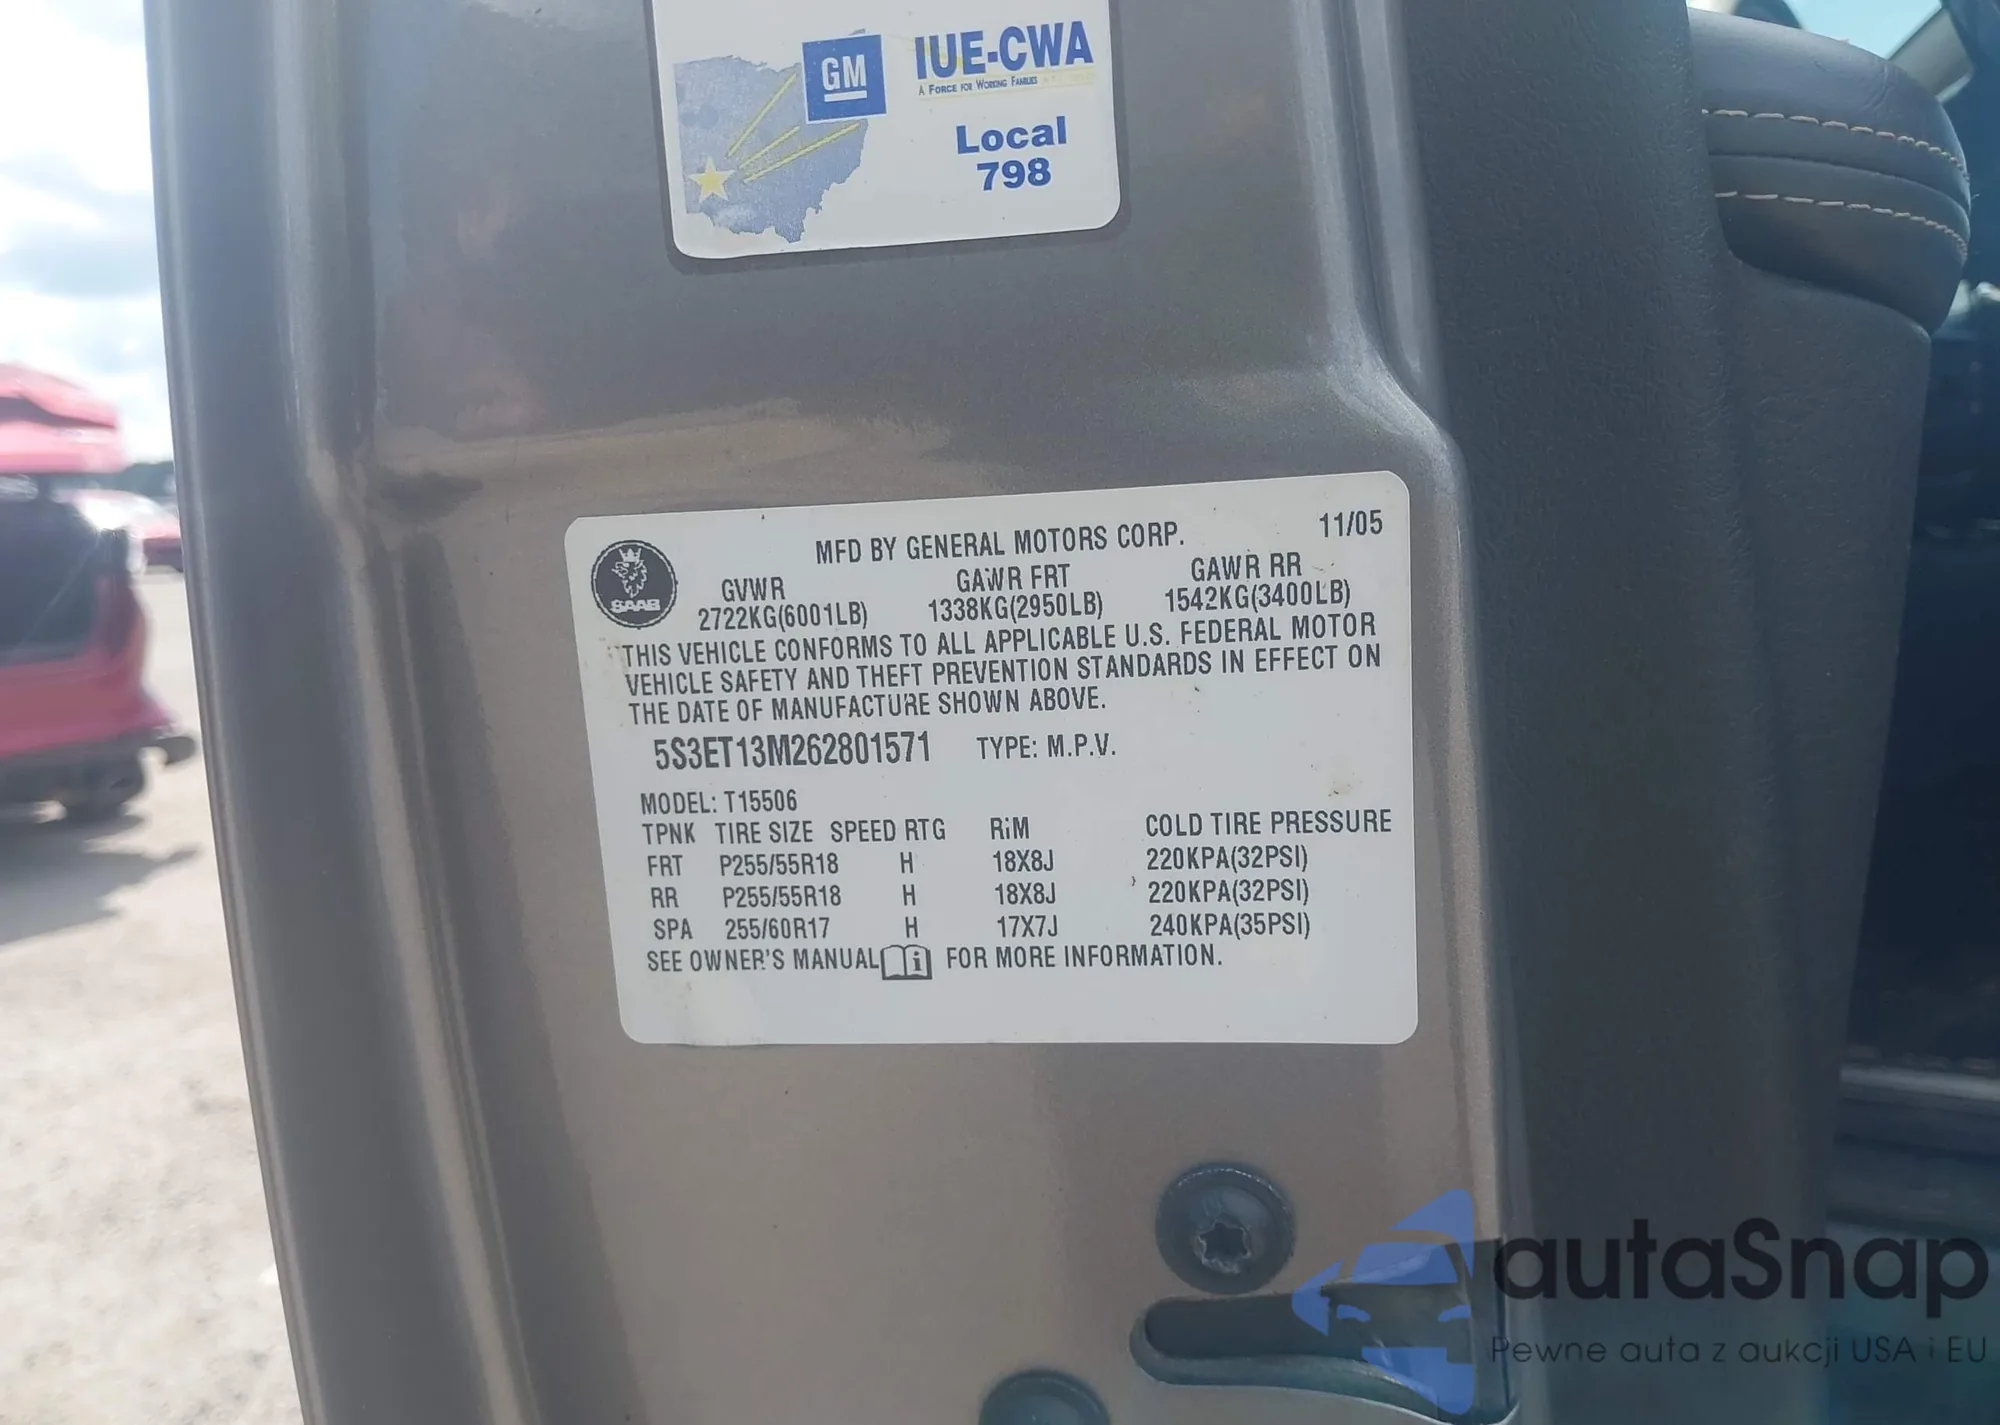 GM
IUE-CWA
A FORCE FOR WORKING FAMILIES
Local
798
SAAB
MFD BY GENERAL MOTORS CORP. 11/05
GVWR GAWR FRT GAWR RR
2722KG(6001LB) 1338KG(2950LB) 1542KG(3400LB)
THIS VEHICLE CONFORMS TO ALL APPLICABLE U.S. FEDERAL MOTOR
VEHICLE SAFETY AND THEFT PREVENTION STANDARDS IN EFFECT ON
THE DATE OF MANUFACTURE SHOWN ABOVE.
5S3ET13M262801571 TYPE: M.P.V.
MODEL: T15506
TPNK TIRE SIZE SPEED RTG RiM COLD TIRE PRESSURE
FRT P255/55R18 H 18X8J 220KPA(32PSI)
RR P255/55R18 H 18X8J 220KPA(32PSI)
SPA 255/60R17 H 17X7J 240KPA(35PSI)
SEE OWNER'S MANUAL i FOR MORE INFORMATION.
autaSnap
Pewne auta z aukcji USA i EU